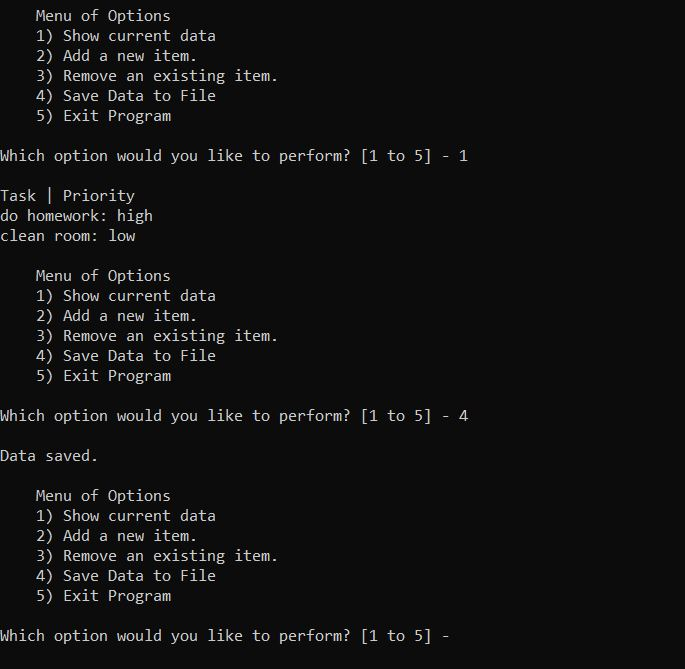 Menu of Options
1) Show current data
2) Add a new item.
3) Remove an existing item.
4) Save Data to File
5) Exit Program
Which option would you like to perform? [1 to 5] - 1
Task | Priority
do homework: high
clean room: low
Menu of Options
1) Show current data
2) Add a new item.
3) Remove an existing item.
4) Save Data to File
5) Exit Program
Which option would you like to perform? [1 to 5] - 4
Data saved.
Menu of Options
1) Show current data
2) Add a new item.
3) Remove an existing item.
4) Save Data to File
5) Exit Program
Which option would you like to perform? [1 to 5] -